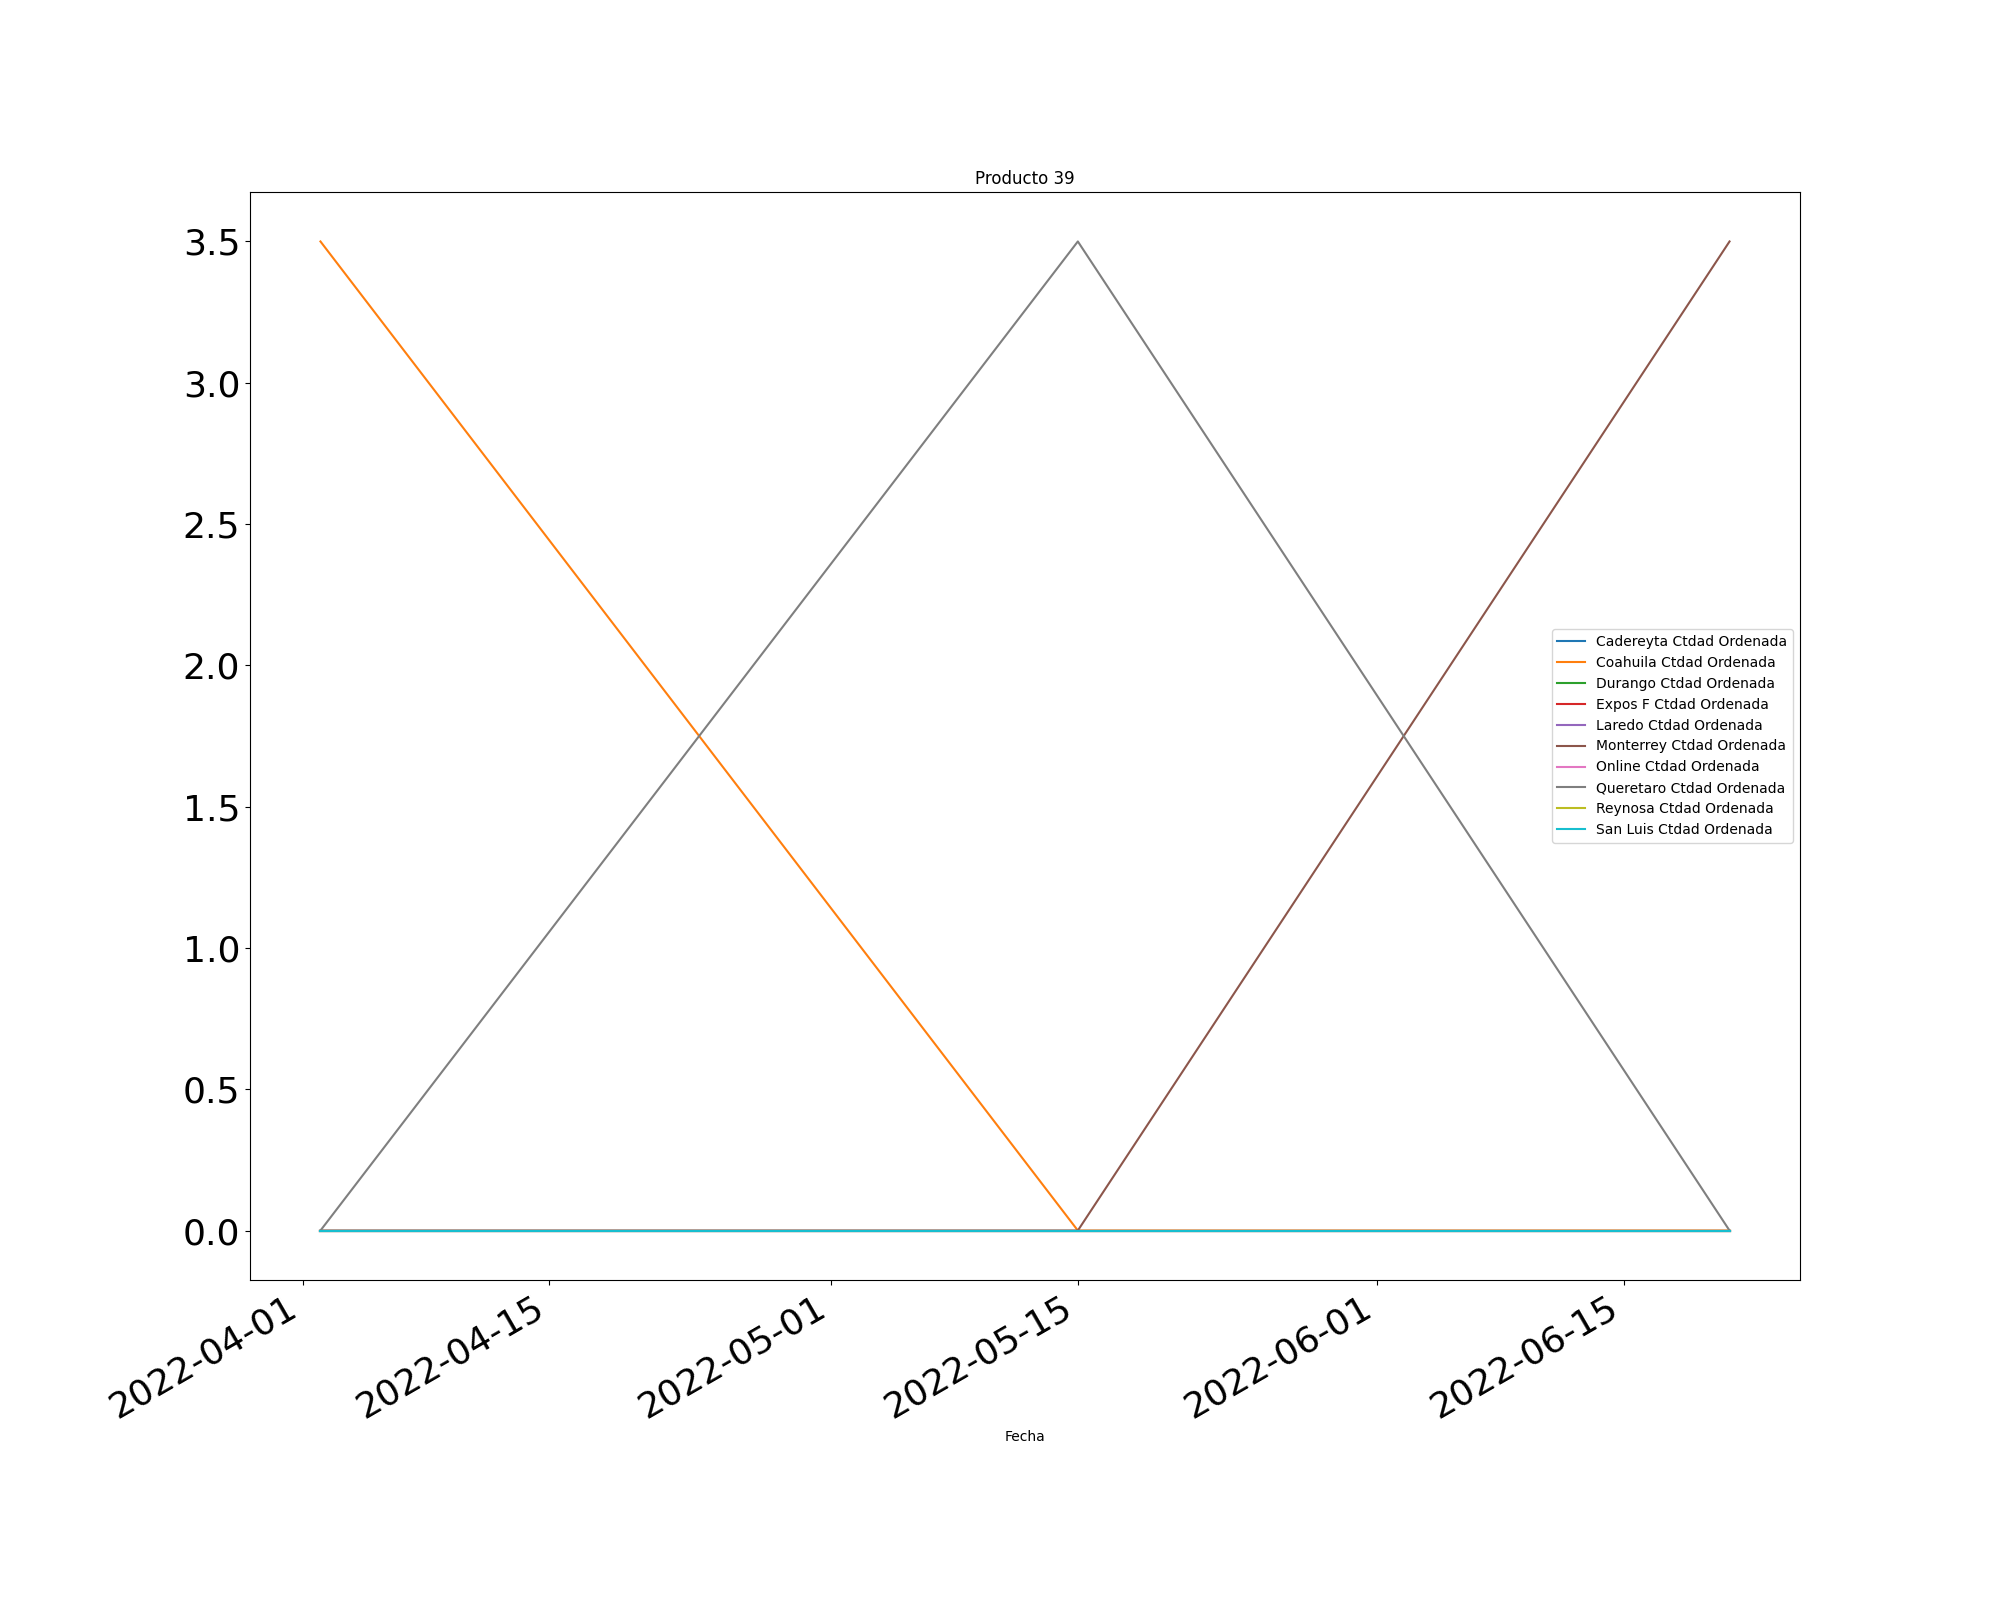 Producto 39
3.5
3.0
2.5
2.0
1.5
1.0
0.5
0.0
Cadereyta Ctdad Ordenada
Coahuila Ctdad Ordenada
Durango Ctdad Ordenada
Expos F Ctdad Ordenada
Laredo Ctdad Ordenada
Monterrey Ctdad Ordenada
Online Ctdad Ordenada
Queretaro Ctdad Ordenada
Reynosa Ctdad Ordenada
San Luis Ctdad Ordenada
2022-04-01
2022-04-15
2022-05-01
2022-05-15
2022-06-01
2022-06-15
Fecha